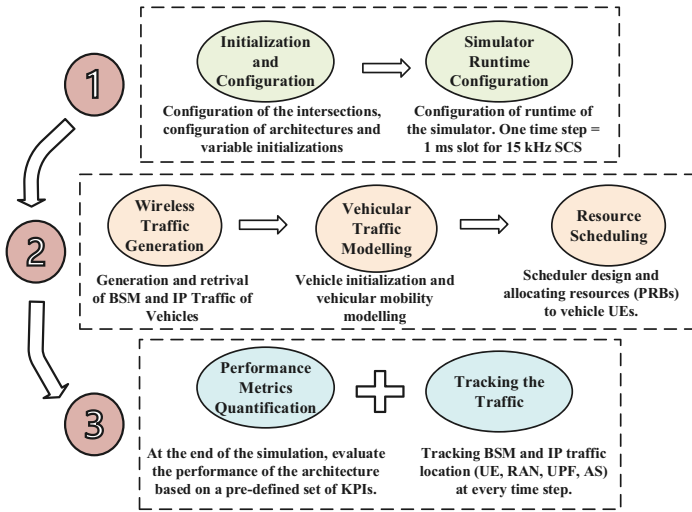 1
Initialization
and
Configuration
Simulator
Runtime
Configuration
Configuration of the intersections,
configuration of architectures and
variable initializations
Configuration of runtime of
the simulator. One time step =
1 ms slot for 15 kHz SCS
2
Wireless
Traffic
Generation
Vehicular
Traffic
Modelling
Resource
Scheduling
Generation and retrival
of BSM and IP Traffic of
Vehicles
Vehicle initialization and
vehicular mobility
modelling
Scheduler design and
allocating resources (PRBs)
to vehicle UEs.
3
Performance
Metrics
Quantification
Tracking the
Traffic
At the end of the simulation, evaluate
the performance of the architecture
based on a pre-defined set of KPIs.
Tracking BSM and IP traffic
location (UE, RAN, UPF, AS)
at every time step.